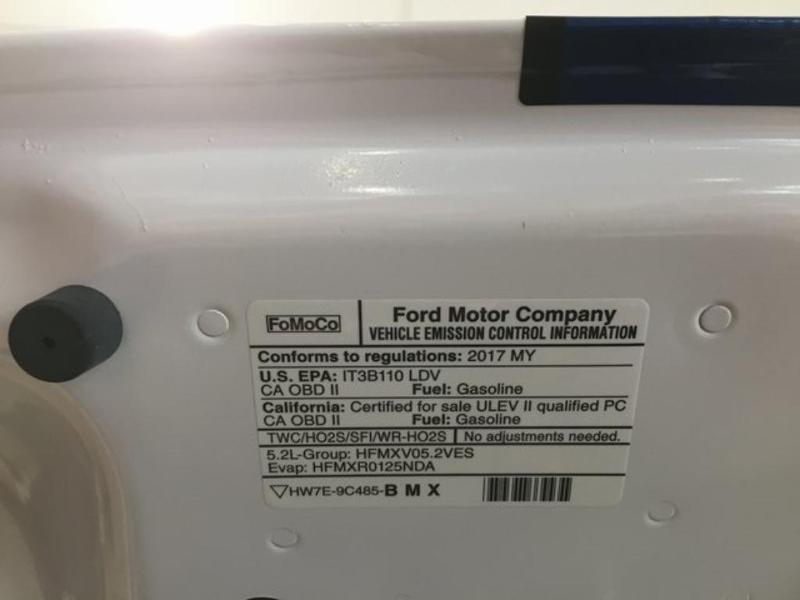 FoMoCo
Ford Motor Company
VEHICLE EMISSION CONTROL INFORMATION
Conforms to regulations: 2017 MY
U.S. EPA: IT3B110 LDV
CA OBD II Fuel: Gasoline
California: Certified for sale ULEV II qualified PC
CA OBD II Fuel: Gasoline
TWC/HO2S/SFI/WR-HO2S No adjustments needed.
5.2L-Group: HFMXV05.2VES
Evap: HFMXR0125NDA
HW7E-9C485-B M X